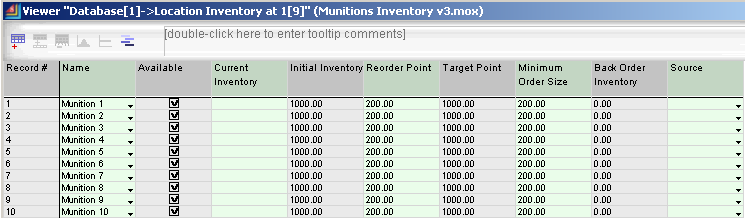 Viewer "Database[1]->Location Inventory at 1[9]" (Munitions Inventory v3.mox)
[double-click here to enter tooltip comments]
Record # Name Available Current Inventory Initial Inventory Reorder Point Target Point Minimum Order Size Back Order Inventory Source
1 Munition 1 1000.00 200.00 1000.00 200.00 0.00
2 Munition 2 1000.00 200.00 1000.00 200.00 0.00
3 Munition 3 1000.00 200.00 1000.00 200.00 0.00
4 Munition 4 1000.00 200.00 1000.00 200.00 0.00
5 Munition 5 1000.00 200.00 1000.00 200.00 0.00
6 Munition 6 1000.00 200.00 1000.00 200.00 0.00
7 Munition 7 1000.00 200.00 1000.00 200.00 0.00
8 Munition 8 1000.00 200.00 1000.00 200.00 0.00
9 Munition 9 1000.00 200.00 1000.00 200.00 0.00
10 Munition 10 1000.00 200.00 1000.00 200.00 0.00